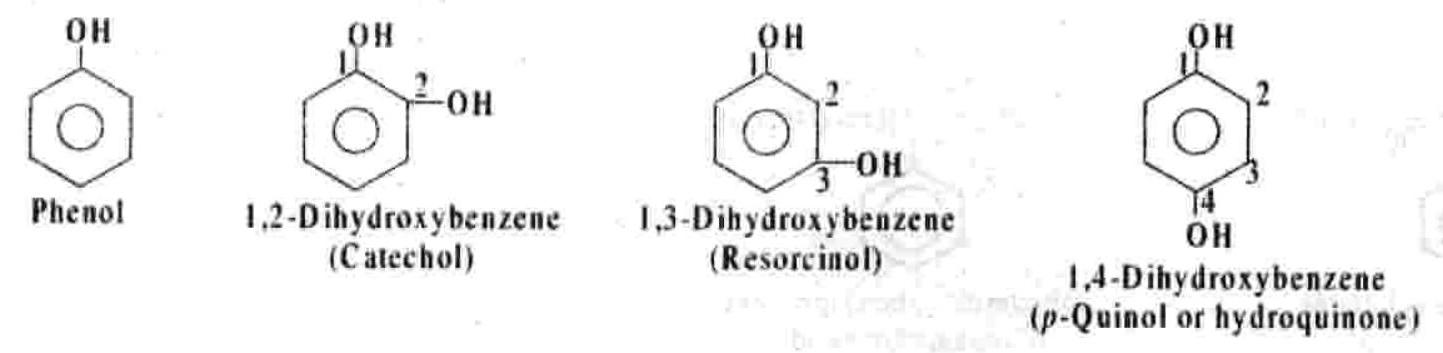 OH
Phenol
OH
1
2
OH
1,2-Dihydroxybenzene
(Catechol)
OH
1
2
OH
3
1,3-Dihydroxybenzene
(Resorcinol)
OH
1
2
3
4
OH
1,4-Dihydroxybenzene
(p-Quinol or hydroquinone)